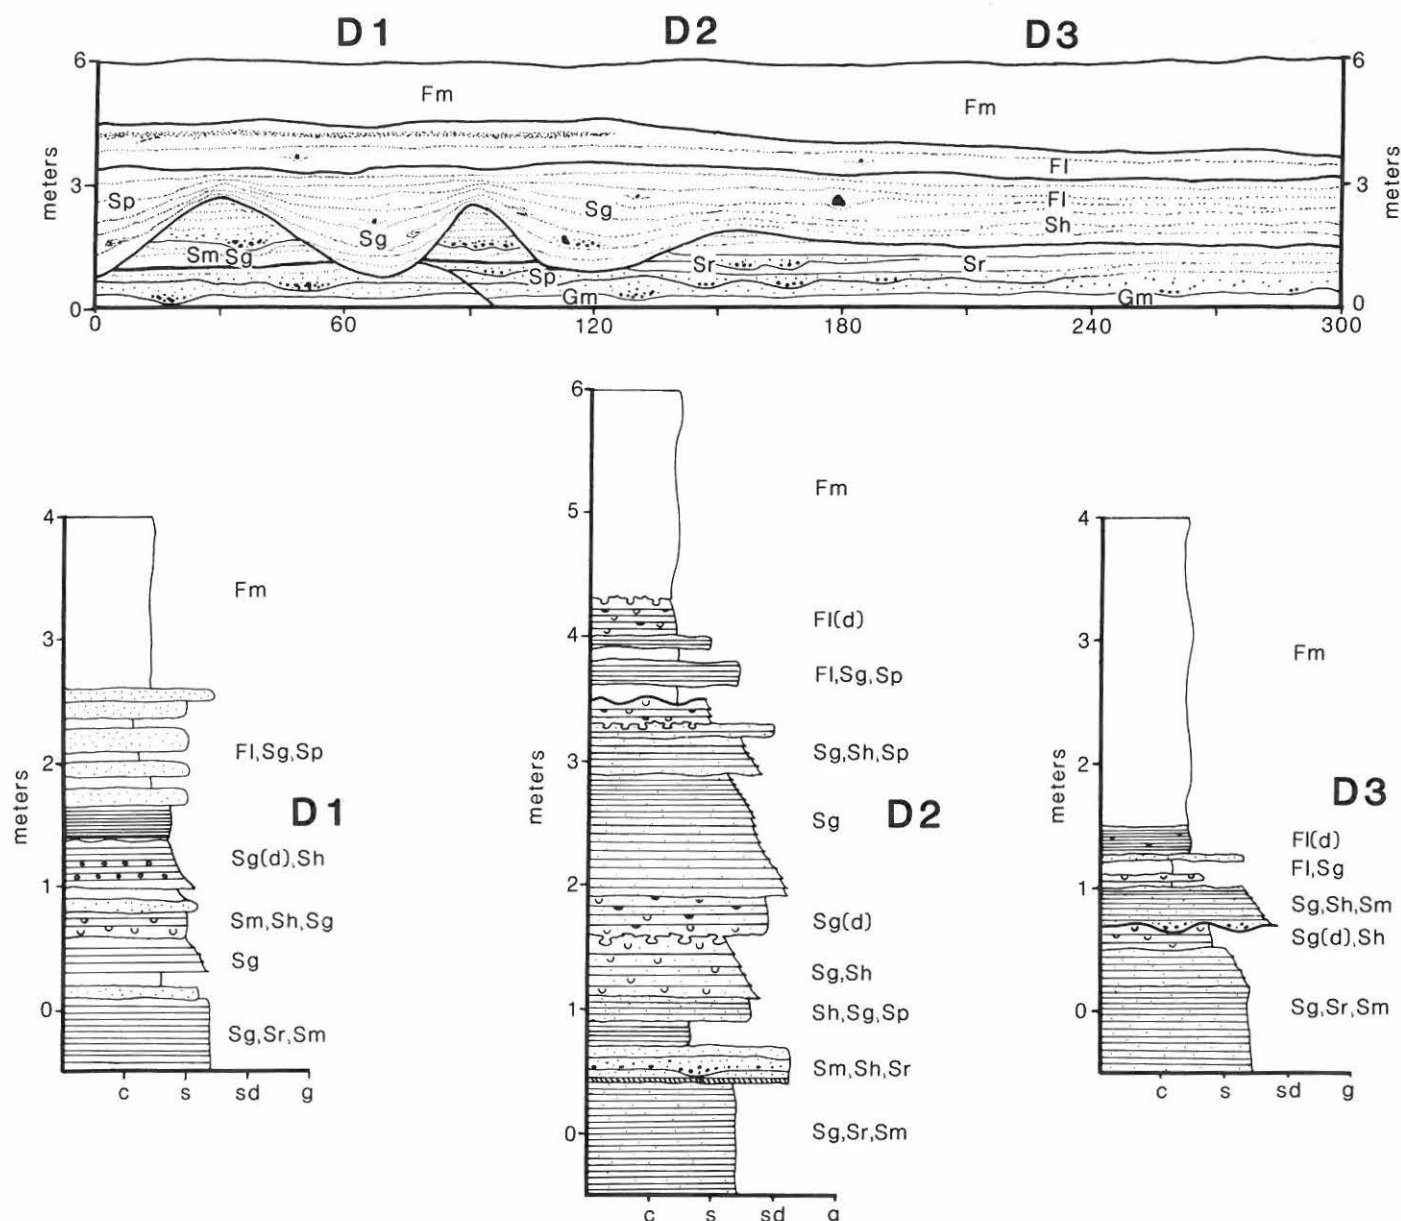 D1 D2 D3
6 6
Fm Fm
Fl
meters 3 Sp Sg Fl 3 meters
Sg Sh
Sm Sg Sr Sr
Sp
Gm Gm
0 0
0 60 120 180 240 300
D1
4
3
2
1
0
meters
Fm
Fl,Sg,Sp
Sg(d),Sh
Sm,Sh,Sg
Sg
Sg,Sr,Sm
c s sd g
D2
6
5
4
3
2
1
0
meters
Fm
Fl(d)
Fl,Sg,Sp
Sg,Sh,Sp
Sg
Sg(d)
Sg,Sh
Sh,Sg,Sp
Sm,Sh,Sr
Sg,Sr,Sm
c s sd g
D3
4
3
2
1
0
meters
Fm
Fl(d)
Fl,Sg
Sg,Sh,Sm
Sg(d),Sh
Sg,Sr,Sm
c s sd g